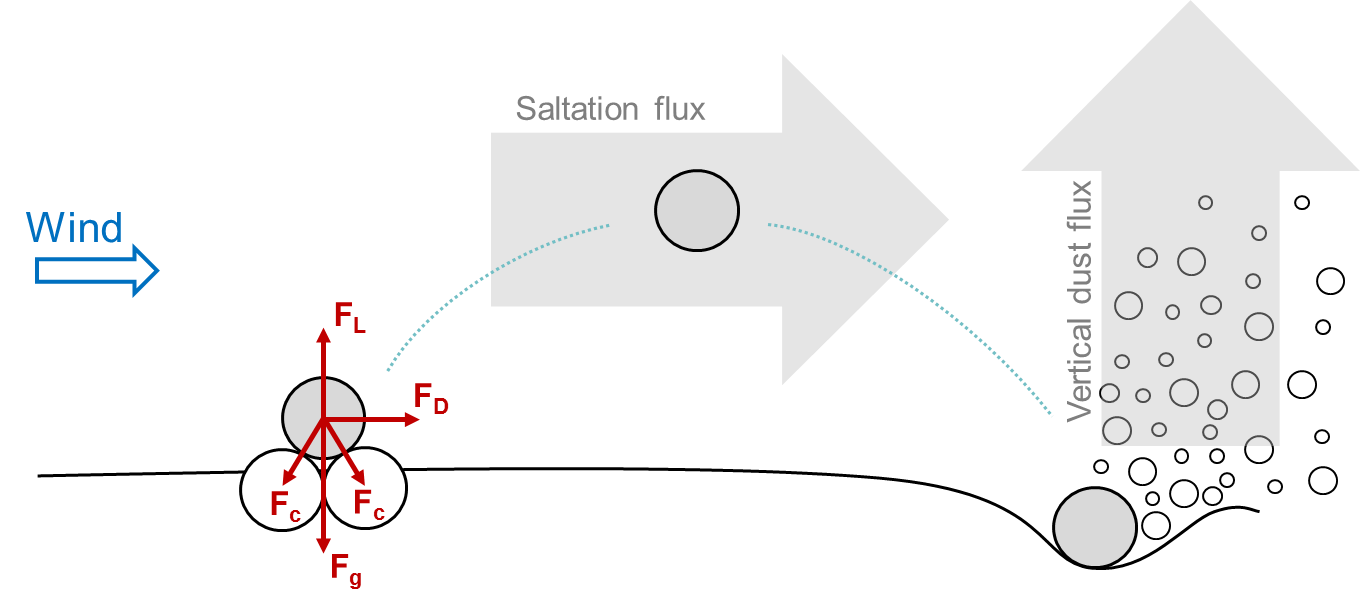 Saltation flux
Wind
Vertical dust flux
FL
FD
Fc
Fc
Fg